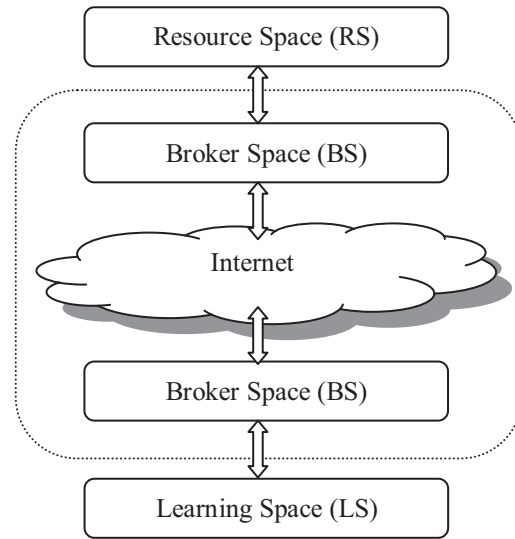 Resource Space (RS)
Broker Space (BS)
Internet
Broker Space (BS)
Learning Space (LS)